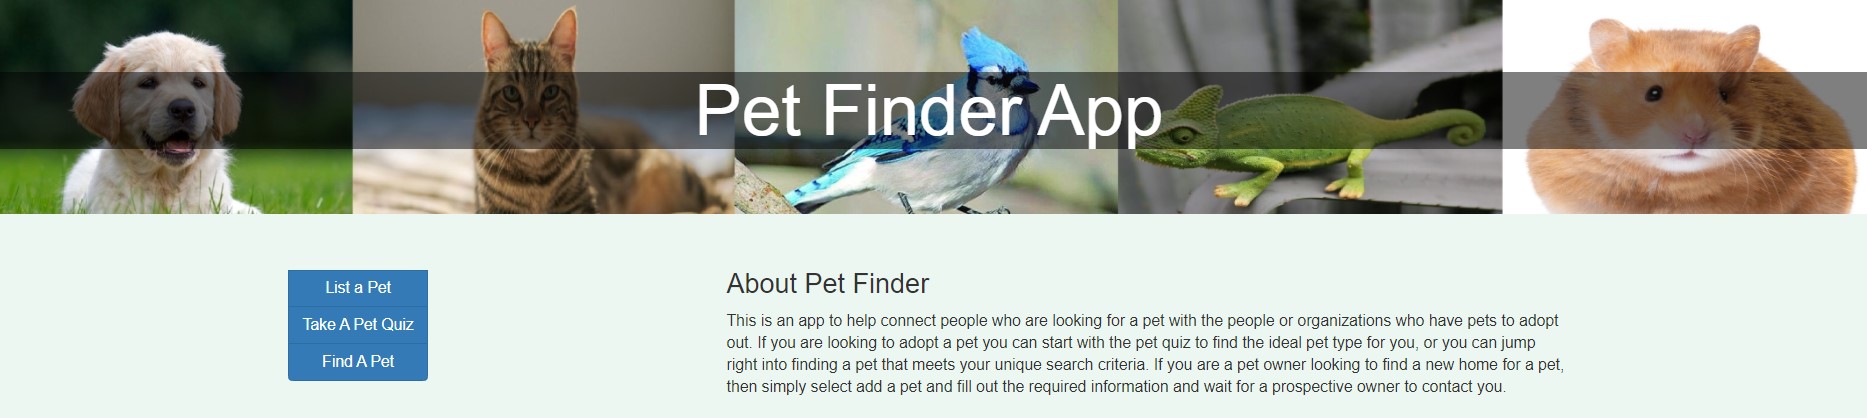 Pet Finder App
List a Pet
Take A Pet Quiz
Find A Pet
About Pet Finder
This is an app to help connect people who are looking for a pet with the people or organizations who have pets to adopt
out. If you are looking to adopt a pet you can start with the pet quiz to find the ideal pet type for you, or you can jump
right into finding a pet that meets your unique search criteria. If you are a pet owner looking to find a new home for a pet,
then simply select add a pet and fill out the required information and wait for a prospective owner to contact you.